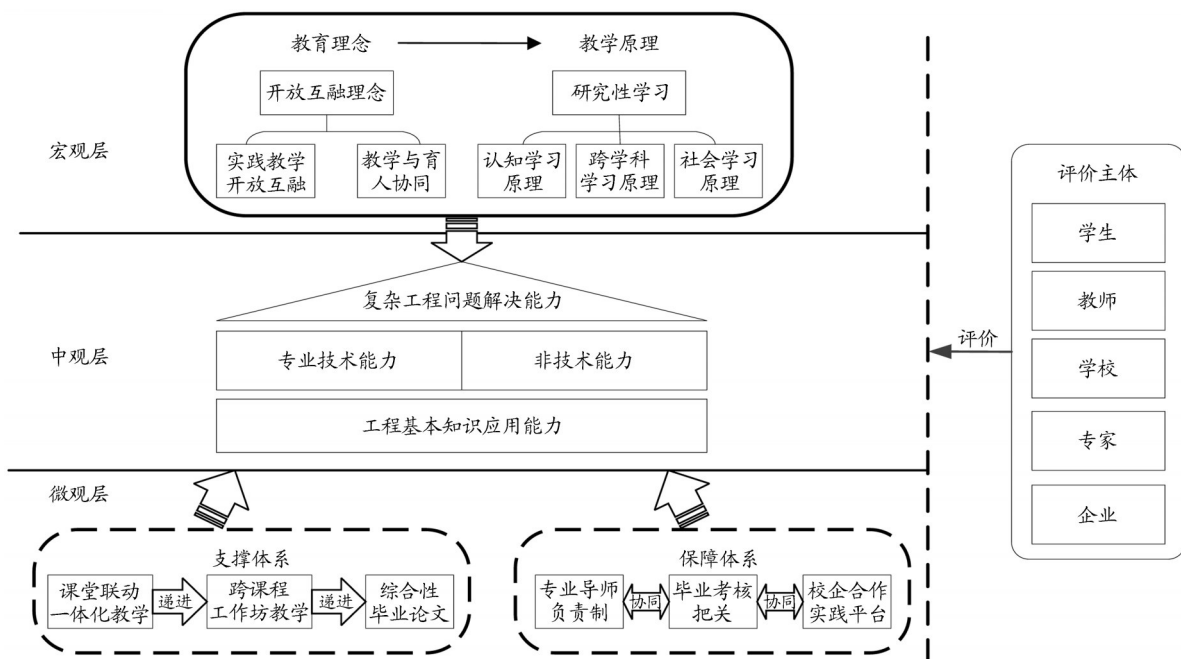 教育理念
教学原理
开放互融理念
研究性学习
宏观层
实践教学
开放互融
教学与育
人协同
认知学习
原理
跨学科
学习原理
社会学习
原理
复杂工程问题解决能力
中观层
专业技术能力
非技术能力
工程基本知识应用能力
微观层
支撑体系
课堂联动
一体化教学
递进
跨课程
工作坊教学
递进
综合性
毕业论文
保障体系
专业导师
负责制
协同
毕业考核
把关
协同
校企合作
实践平台
评价
评价主体
学生
教师
学校
专家
企业